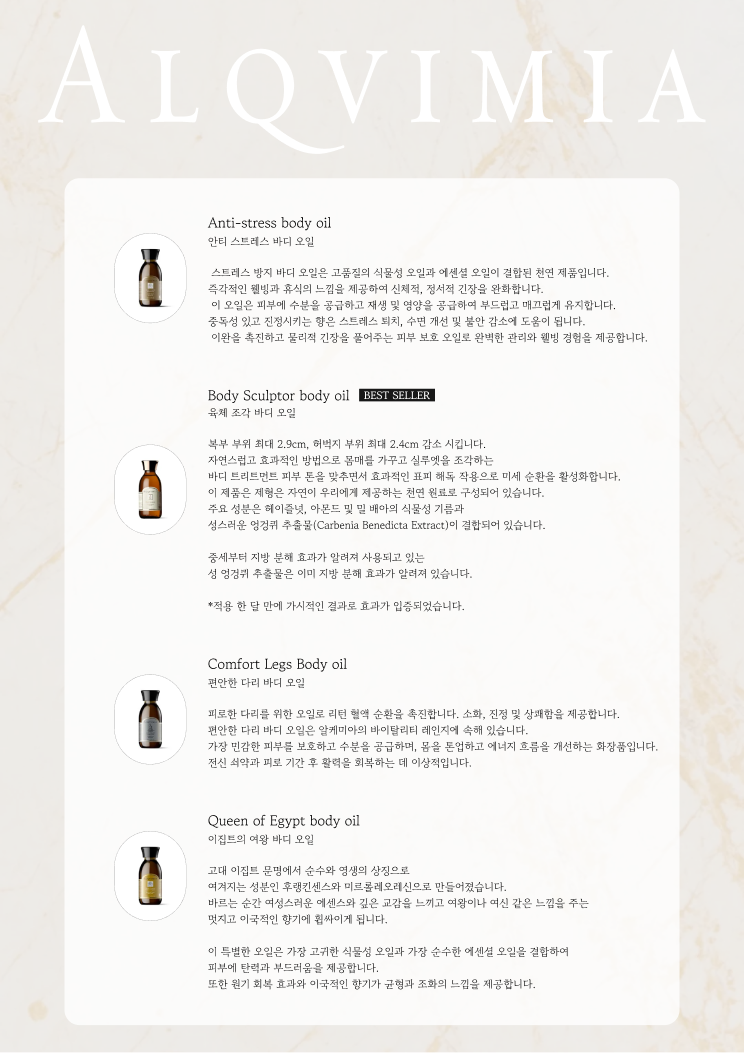 ALQVIMIA
Anti-stress body oil
안티 스트레스 바디 오일
스트레스 방지 바디 오일은 고품질의 식물성 오일과 에센셜 오일이 결합된 천연 제품입니다.
즉각적인 웰빙과 휴식의 느낌을 제공하여 신체적, 정서적 긴장을 완화합니다.
이 오일은 피부에 수분을 공급하고 재생 및 영양을 공급하여 부드럽고 매끄럽게 유지합니다.
중독성 있고 진정시키는 향은 스트레스 퇴치, 수면 개선 및 불안 감소에 도움이 됩니다.
이완을 촉진하고 물리적 긴장을 풀어주는 피부 보호 오일로 완벽한 관리와 웰빙 경험을 제공합니다.
Body Sculptor body oil BEST SELLER
육체 조각 바디 오일
복부 부위 최대 2.9cm, 허벅지 부위 최대 2.4cm 감소 시킵니다.
자연스럽고 효과적인 방법으로 몸매를 가꾸고 실루엣을 조각하는
바디 트리트먼트 피부 톤을 맞추면서 효과적인 표피 해독 작용으로 미세 순환을 활성화합니다.
이 제품은 제형은 자연이 우리에게 제공하는 천연 원료로 구성되어 있습니다.
주요 성분은 헤이즐넛, 아몬드 및 밀 배아의 식물성 기름과
성스러운 엉겅퀴 추출물(Carbenia Benedicta Extract)이 결합되어 있습니다.
중세부터 지방 분해 효과가 알려져 사용되고 있는
성 엉겅퀴 추출물은 이미 지방 분해 효과가 알려져 있습니다.
*적용 한 달 만에 가시적인 결과로 효과가 입증되었습니다.
Comfort Legs Body oil
편안한 다리 바디 오일
피로한 다리를 위한 오일로 리턴 혈액 순환을 촉진합니다. 소화, 진정 및 상쾌함을 제공합니다.
편안한 다리 바디 오일은 알케미아의 바이탈리티 레인지에 속해 있습니다.
가장 민감한 피부를 보호하고 수분을 공급하며, 몸을 톤업하고 에너지 흐름을 개선하는 화장품입니다.
전신 쇠약과 피로 기간 후 활력을 회복하는 데 이상적입니다.
Queen of Egypt body oil
이집트의 여왕 바디 오일
고대 이집트 문명에서 순수와 영생의 상징으로
여겨지는 성분인 후랭킨센스와 미르롤레오레신으로 만들어졌습니다.
바르는 순간 여성스러운 에센스와 깊은 교감을 느끼고 여왕이나 여신 같은 느낌을 주는
멋지고 이국적인 향기에 휩싸이게 됩니다.
이 특별한 오일은 가장 고귀한 식물성 오일과 가장 순수한 에센셜 오일을 결합하여
피부에 탄력과 부드러움을 제공합니다.
또한 원기 회복 효과와 이국적인 향기가 균형과 조화의 느낌을 제공합니다.